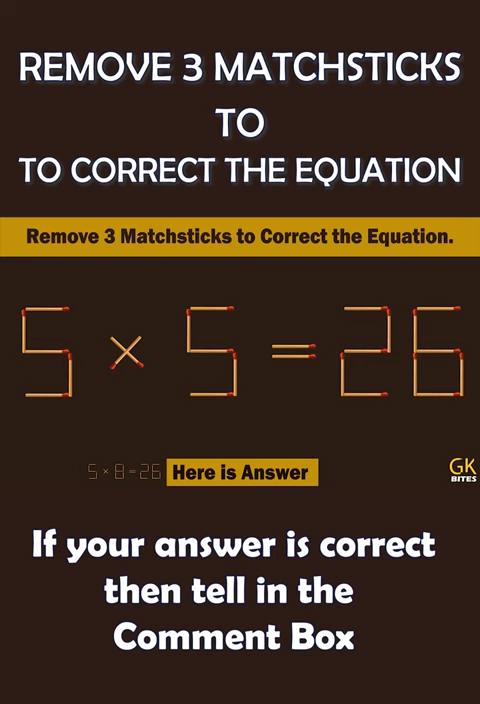 REMOVE 3 MATCHSTICKS
TO
TO CORRECT THE EQUATION
Remove 3 Matchsticks to Correct the Equation.
5 × 5 = 26
5 × 8 = 26 Here is Answer
GK
BITES
If your answer is correct
then tell in the
Comment Box